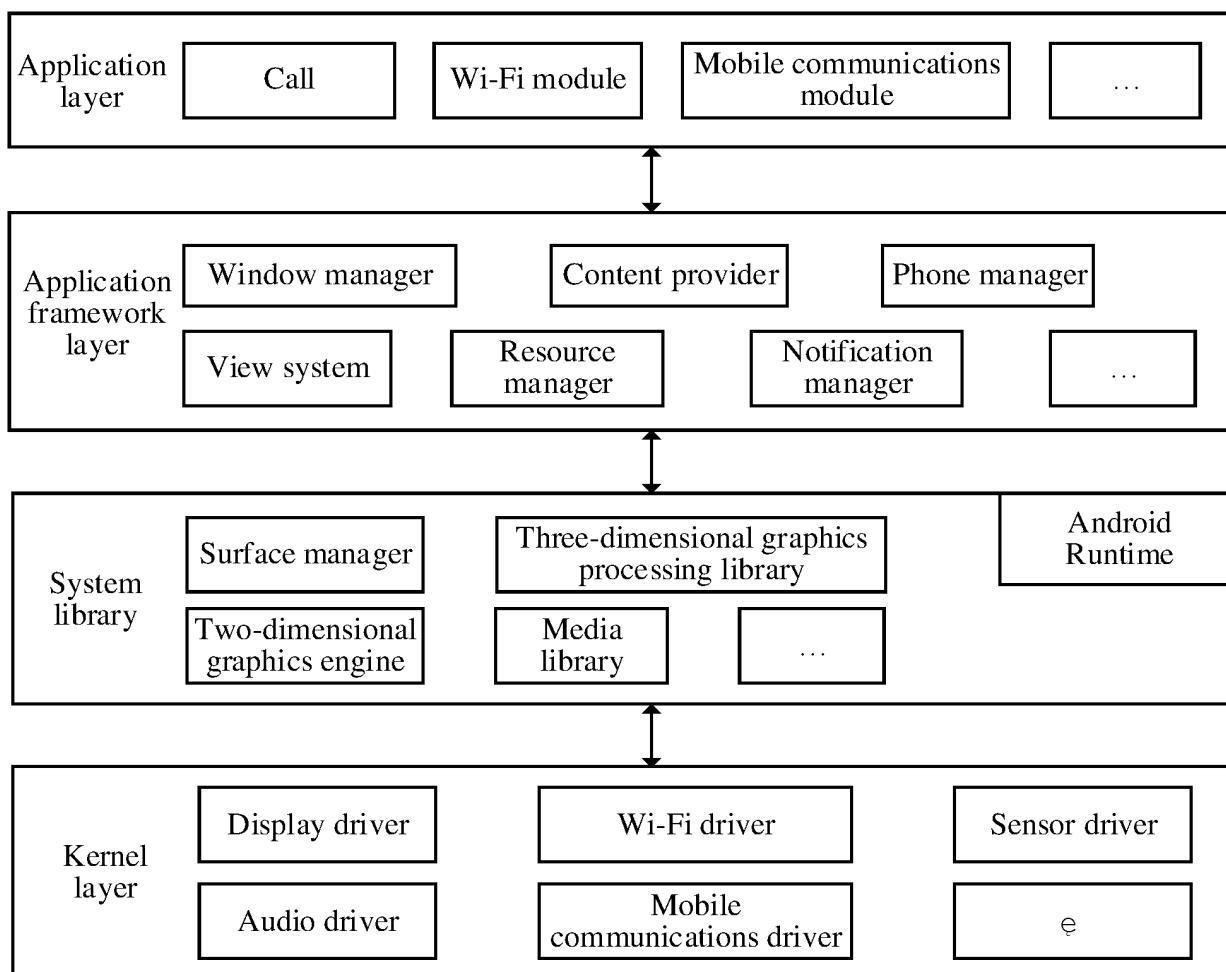 Application
layer
Call
Wi-Fi module
Mobile communications
module
...
Application
framework
layer
Window manager
Content provider
Phone manager
View system
Resource
manager
Notification
manager
...
System
library
Surface manager
Three-dimensional graphics
processing library
Android
Runtime
Two-dimensional
graphics engine
Media
library
...
Kernel
layer
Display driver
Wi-Fi driver
Sensor driver
Audio driver
Mobile
communications driver
ę